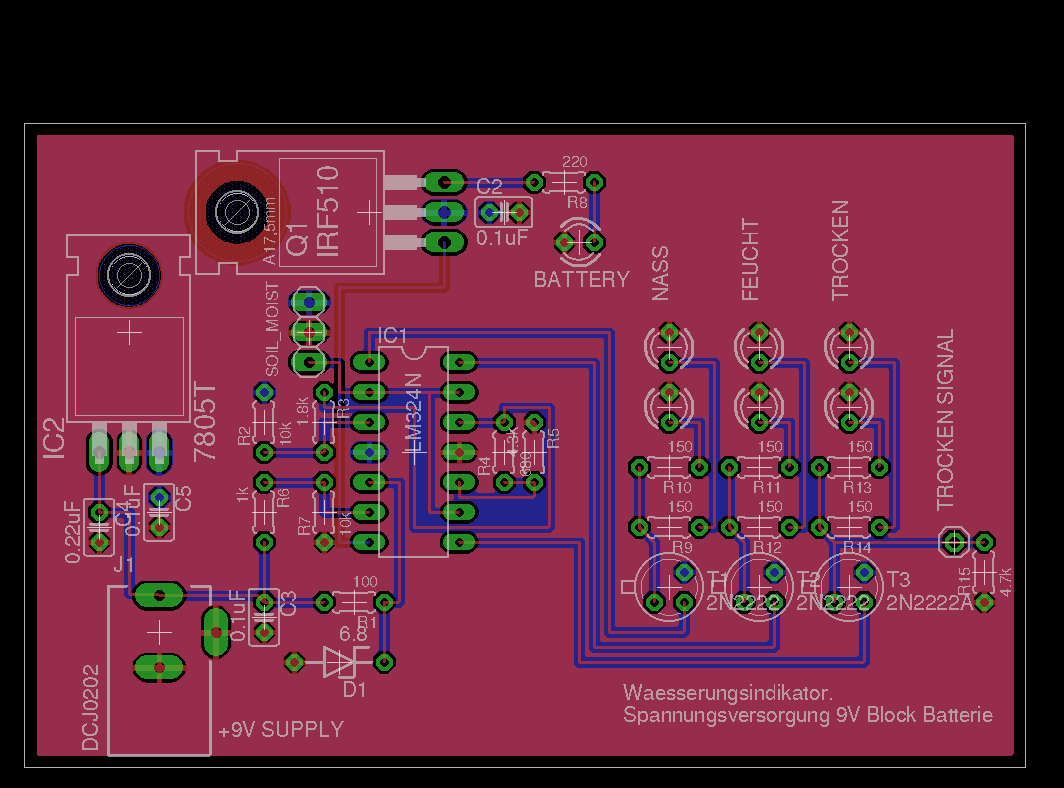 220
R8
C2
0.1uF
BATTERY
Q1
IRF510
A17,5mm
NASS
FEUCHT
TROCKEN
SOIL_MOIST
IC1
LM324N
IC2
7805T
R2
10k
1.8k
R3
R4
4.3k
680
R5
TROCKEN SIGNAL
150
R10
150
R11
150
R13
150
R9
150
R12
150
R14
1k
R6
R7
10k
0.22uF
C4
0.1uF
C5
J1
0.1uF
C3
100
R1
6.8
D1
T1
2N2222
T2
2N2222
T3
2N2222A
R15
4.7k
DCJ0202
+9V SUPPLY
Waesserungsindikator.
Spannungsversorgung 9V Block Batterie